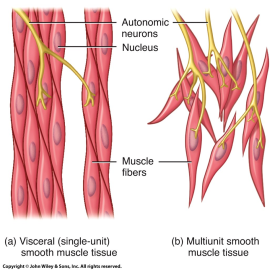 Autonomic
neurons
Nucleus
Muscle
fibers
(a) Visceral (single-unit)
smooth muscle tissue
(b) Multiunit smooth
muscle tissue
Copyright © John Wiley & Sons, Inc. All rights reserved.